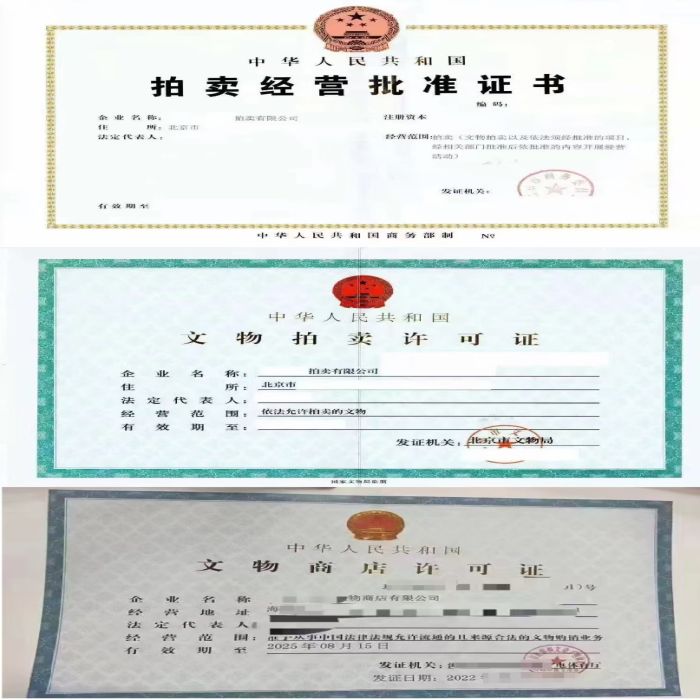 中华人民共和国
拍卖经营批准证书
编码:
企业名称: 拍卖有限公司
注册资本
住所: 北京市
法定代表人:
经营范围: 拍卖(文物拍卖以及依法须经批准的项目,
经相关部门批准后依批准的内容开展经营
活动)
发证机关:
有效期至
中华人民共和国商务部制 №
中华人民共和国
文物拍卖许可证
企业名称: 拍卖有限公司
住所: 北京市
法定代表人:
经营范围: 依法允许拍卖的文物
有效期至:
发证机关: 北京市文物局
国家文物局监制
中华人民共和国
文物商店许可证
号
企业名称: 物商店有限公司
经营地址 海
法定代表人:
经营范围: 准予从事中国法律法规允许流通的且来源合法的文物购销业务
有效期至 2025年08月15日
发证机关:
发证日期: 2022